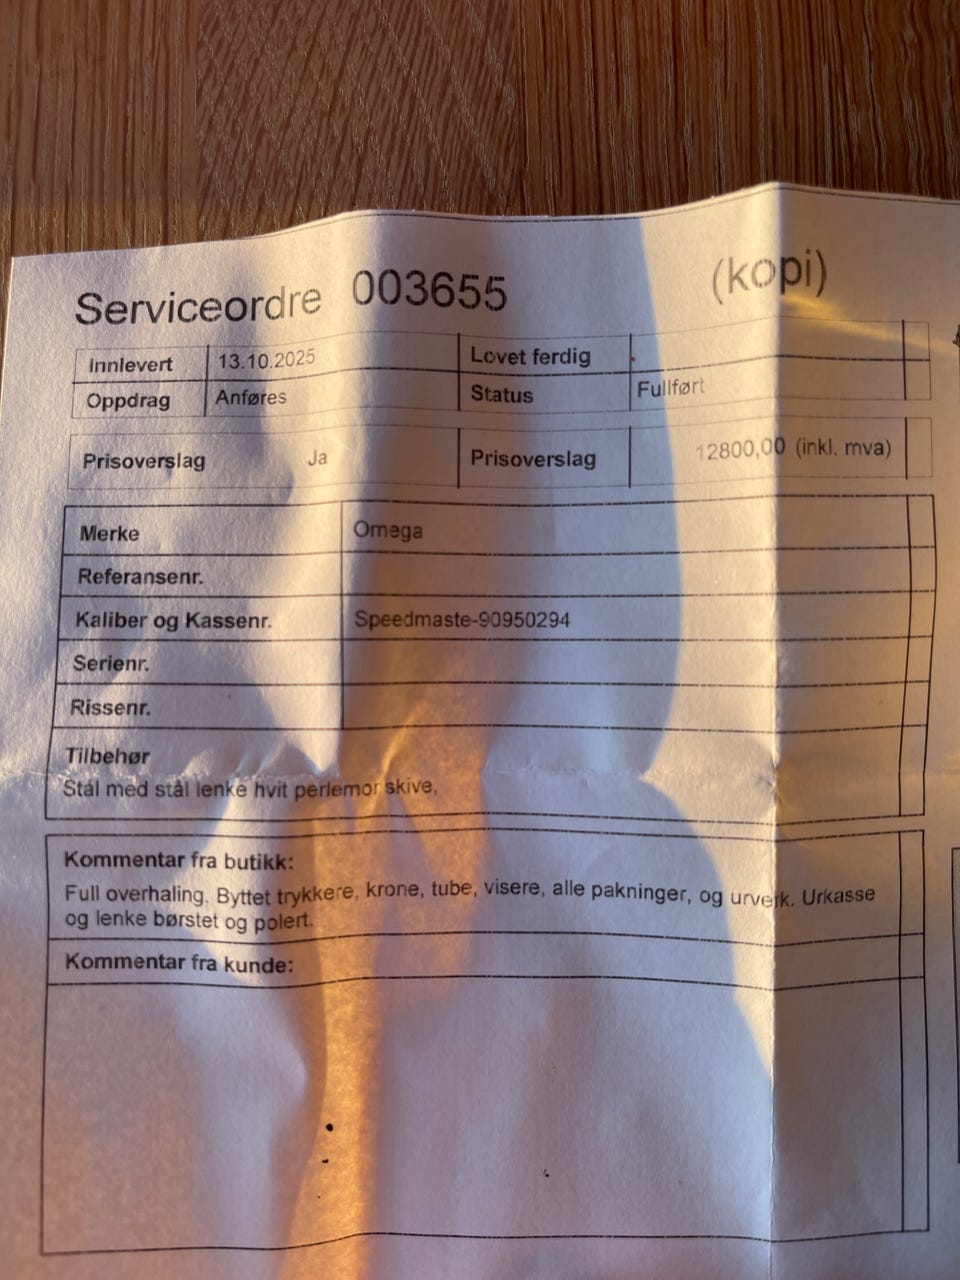 Serviceordre 003655 (kopi)
Innlevert 13.10.2025 Lovet ferdig
Oppdrag Anføres Status Fullført
Prisoverslag Ja Prisoverslag 12800,00 (inkl. mva)
Merke Omega
Referansenr.
Kaliber og Kassenr. Speedmaste-90950294
Serienr.
Rissenr.
Tilbehør
Stål med stål lenke hvit perlemor skive,
Kommentar fra butikk:
Full overhaling. Byttet trykkere, krone, tube, visere, alle pakninger, og urverk. Urkasse
og lenke børstet og polert.
Kommentar fra kunde: